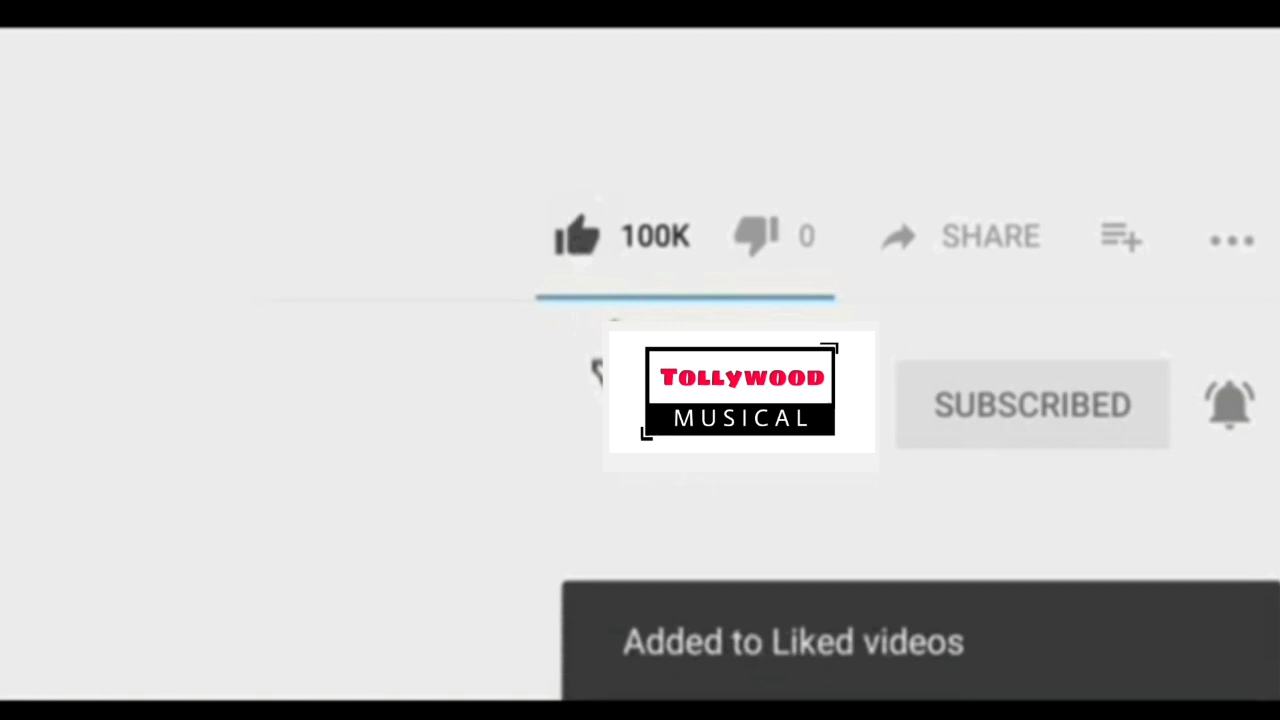 100K 0 SHARE
TOLLYWOOD
MUSICAL
SUBSCRIBED
Added to Liked videos